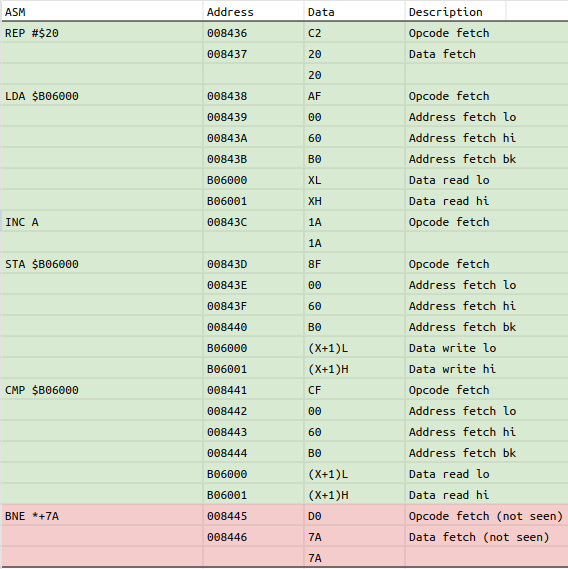 ASM Address Data Description
REP #$20 008436 C2 Opcode fetch
008437 20 Data fetch
20
LDA $B06000 008438 AF Opcode fetch
008439 00 Address fetch lo
00843A 60 Address fetch hi
00843B B0 Address fetch bk
B06000 XL Data read lo
B06001 XH Data read hi
INC A 00843C 1A Opcode fetch
1A
STA $B06000 00843D 8F Opcode fetch
00843E 00 Address fetch lo
00843F 60 Address fetch hi
008440 B0 Address fetch bk
B06000 (X+1)L Data write lo
B06001 (X+1)H Data write hi
CMP $B06000 008441 CF Opcode fetch
008442 00 Address fetch lo
008443 60 Address fetch hi
008444 B0 Address fetch bk
B06000 (X+1)L Data read lo
B06001 (X+1)H Data read hi
BNE *+7A 008445 D0 Opcode fetch (not seen)
008446 7A Data fetch (not seen)
7A